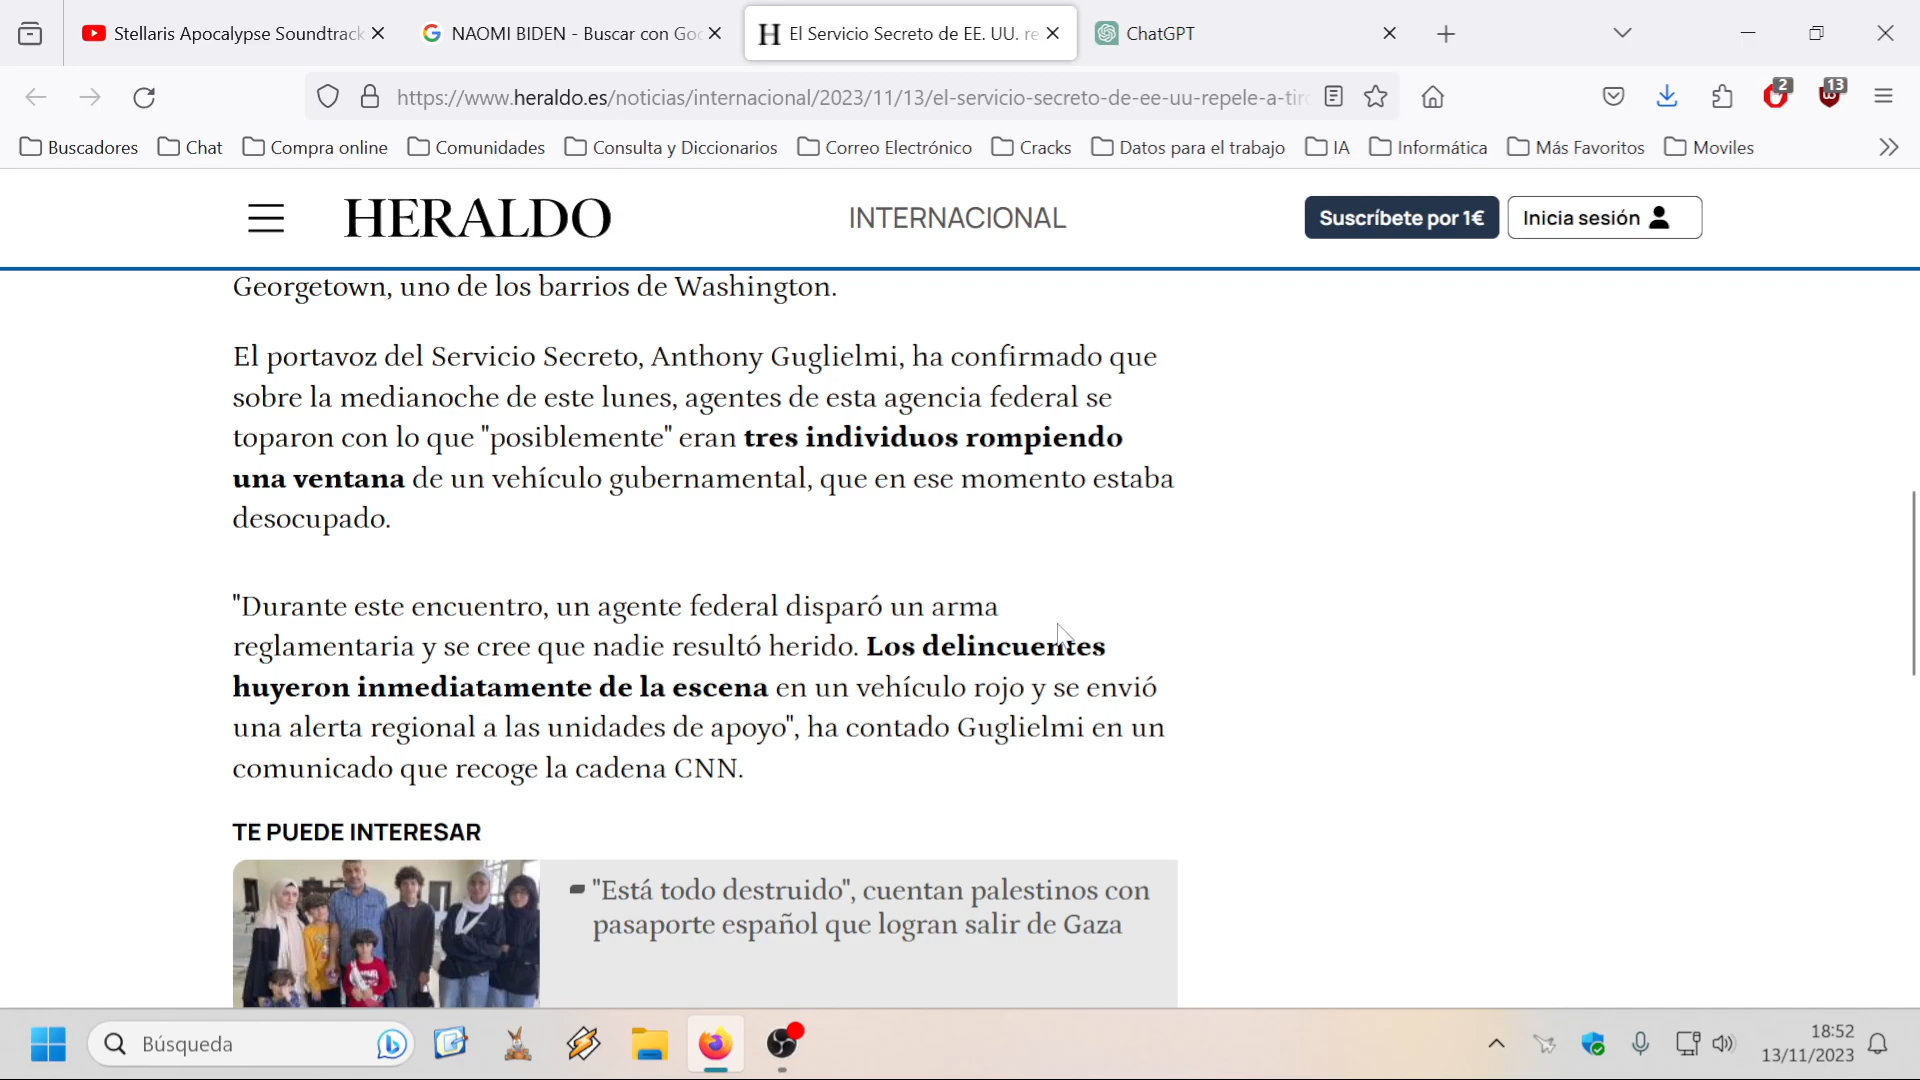 Stellaris Apocalypse Soundtrack
NAOMI BIDEN - Buscar con Goo
El Servicio Secreto de EE. UU. re
ChatGPT
https://www.heraldo.es/noticias/internacional/2023/11/13/el-servicio-secreto-de-ee-uu-repele-a-tiro
2
13
Buscadores
Chat
Compra online
Comunidades
Consulta y Diccionarios
Correo Electrónico
Cracks
Datos para el trabajo
IA
Informática
Más Favoritos
Moviles
HERALDO
INTERNACIONAL
Suscríbete por 1€
Inicia sesión
Georgetown, uno de los barrios de Washington.
El portavoz del Servicio Secreto, Anthony Guglielmi, ha confirmado que
sobre la medianoche de este lunes, agentes de esta agencia federal se
toparon con lo que "posiblemente" eran tres individuos rompiendo
una ventana de un vehículo gubernamental, que en ese momento estaba
desocupado.
"Durante este encuentro, un agente federal disparó un arma
reglamentaria y se cree que nadie resultó herido. Los delincuentes
huyeron inmediatamente de la escena en un vehículo rojo y se envió
una alerta regional a las unidades de apoyo", ha contado Guglielmi en un
comunicado que recoge la cadena CNN.
TE PUEDE INTERESAR
"Está todo destruido", cuentan palestinos con
pasaporte español que logran salir de Gaza
Búsqueda
18:52
13/11/2023